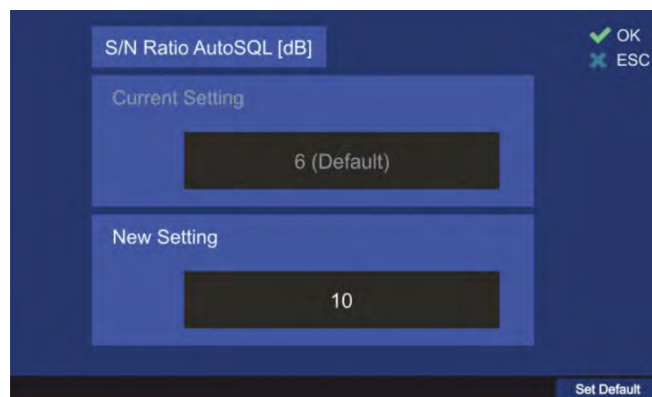 S/N Ratio AutoSQL [dB]
OK
ESC
Current Setting
6 (Default)
New Setting
10
Set Default